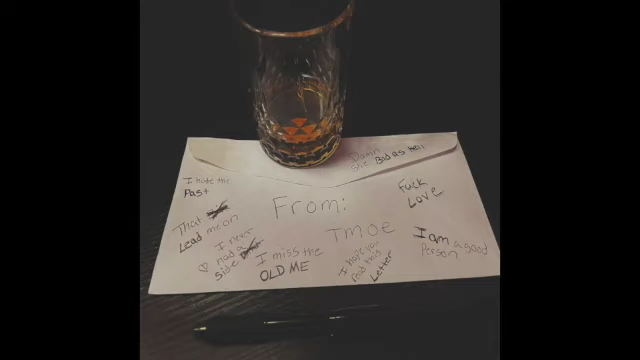 Damn
She Bad as Hell
I hate the
Past
From:
Fuck
Love
That
Lead me on
TMOE
I never
had a
Side
I miss the
OLD ME
I hope you
read this
Letter
I am a good
Person